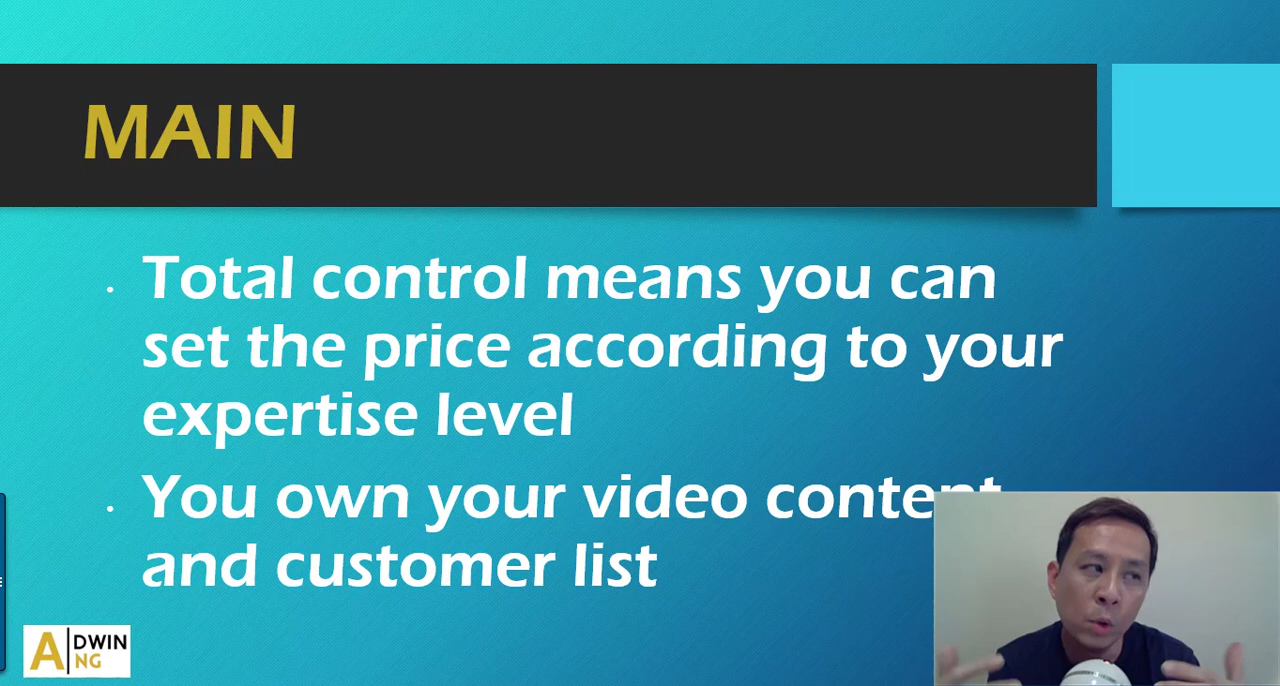 MAIN
Total control means you can
set the price according to your
expertise level
You own your video content
and customer list
ADWIN
NG